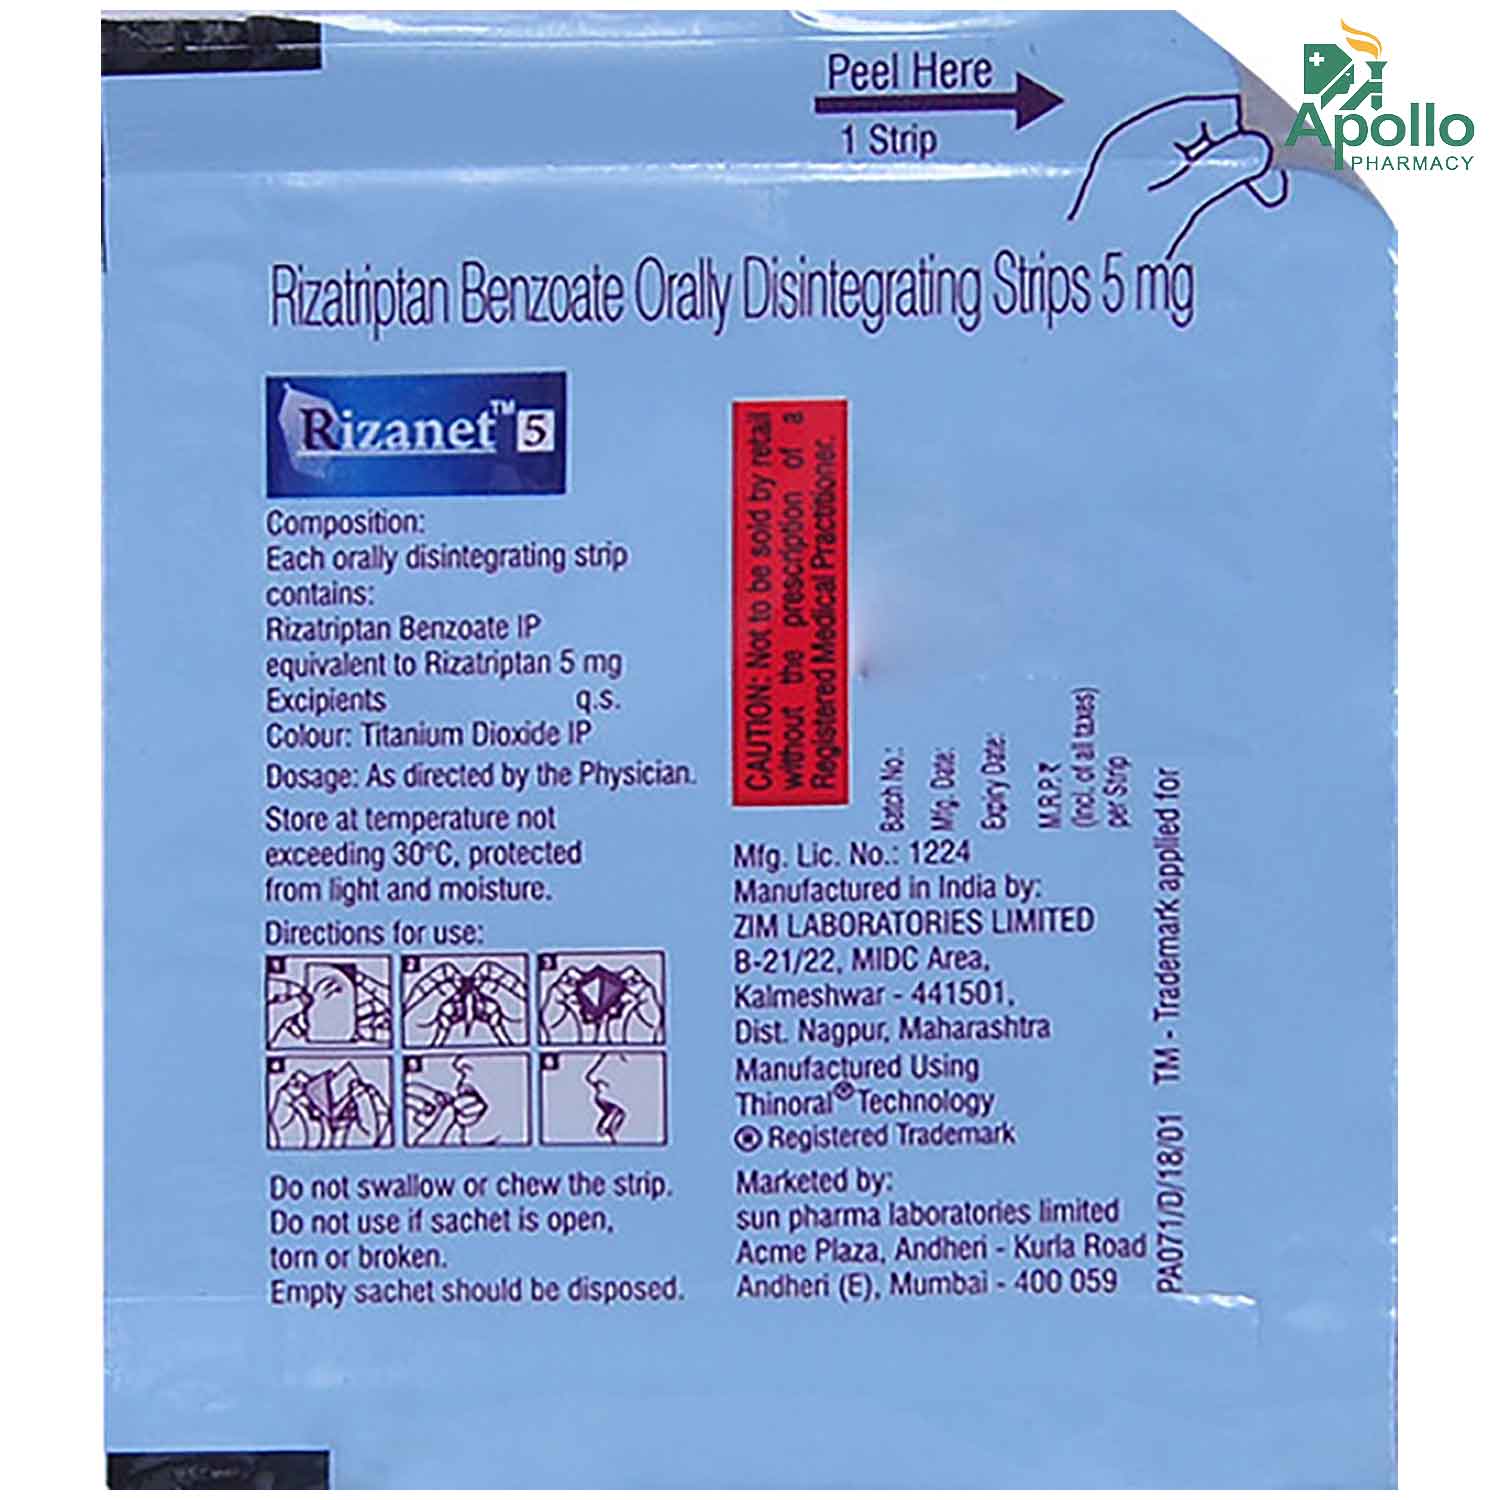 Peel Here
1 Strip
Apollo
PHARMACY
Rizatriptan Benzoate Orally Disintegrating Strips 5 mg
Rizanet™ 5
Composition:
Each orally disintegrating strip
contains:
Rizatriptan Benzoate IP
equivalent to Rizatriptan 5 mg
Excipients q.s.
Colour: Titanium Dioxide IP
Dosage: As directed by the Physician.
Store at temperature not
exceeding 30°C, protected
from light and moisture.
Directions for use:
1
2
3
4
5
6
Do not swallow or chew the strip.
Do not use if sachet is open,
torn or broken.
Empty sachet should be disposed.
CAUTION: Not to be sold by retail
without the prescription of a
Registered Medical Practitioner.
Batch No.:
Mfg. Date:
Expiry Date:
M.R.P.₹
(Incl. of all taxes)
per Strip
Mfg. Lic. No.: 1224
Manufactured in India by:
ZIM LABORATORIES LIMITED
B-21/22, MIDC Area,
Kalmeshwar - 441501,
Dist. Nagpur, Maharashtra
Manufactured Using
Thinoral® Technology
® Registered Trademark
Marketed by:
sun pharma laboratories limited
Acme Plaza, Andheri - Kurla Road
Andheri (E), Mumbai - 400 059
PA071/D/18/01 TM - Trademark applied for